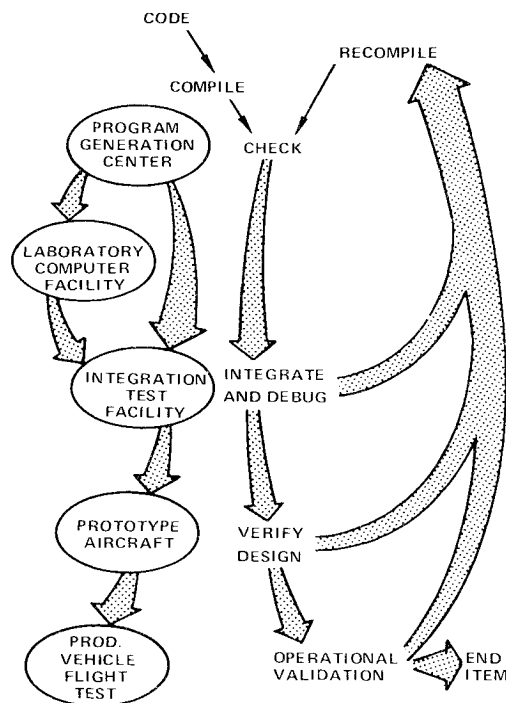 CODE
RECOMPILE
COMPILE
PROGRAM
GENERATION
CENTER
CHECK
LABORATORY
COMPUTER
FACILITY
INTEGRATION
TEST
FACILITY
INTEGRATE
AND DEBUG
PROTOTYPE
AIRCRAFT
VERIFY
DESIGN
PROD.
VEHICLE
FLIGHT
TEST
OPERATIONAL
VALIDATION
END
ITEM